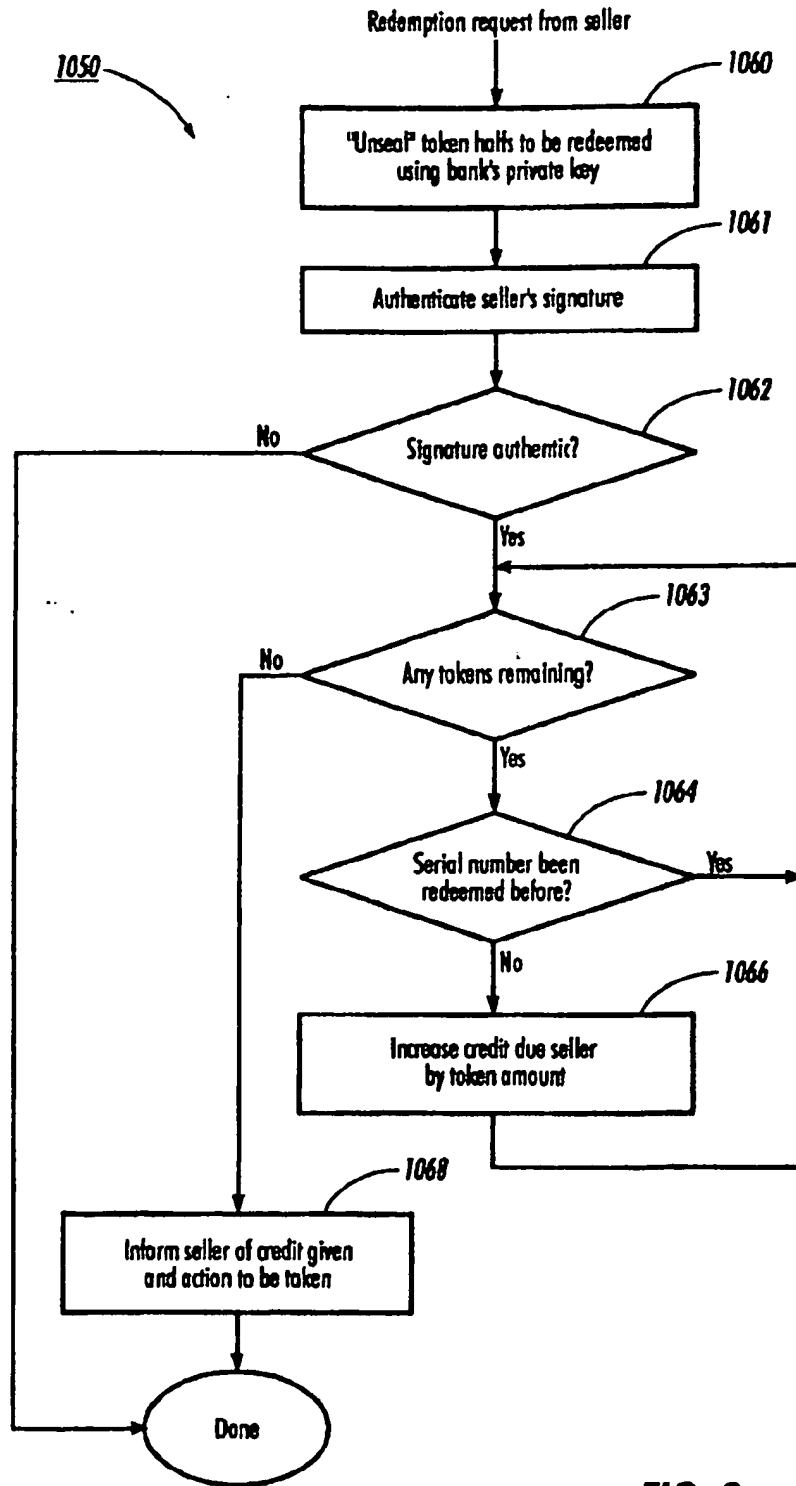 Redemption request from seller
1050
1060
"Unseal" token halfs to be redeemed
using bank's private key
1061
Authenticate seller's signature
1062
Signature authentic?
No
Yes
1063
Any tokens remaining?
No
Yes
1064
Serial number been
redeemed before?
Yes
No
1066
Increase credit due seller
by token amount
1068
Inform seller of credit given
and action to be taken
Done